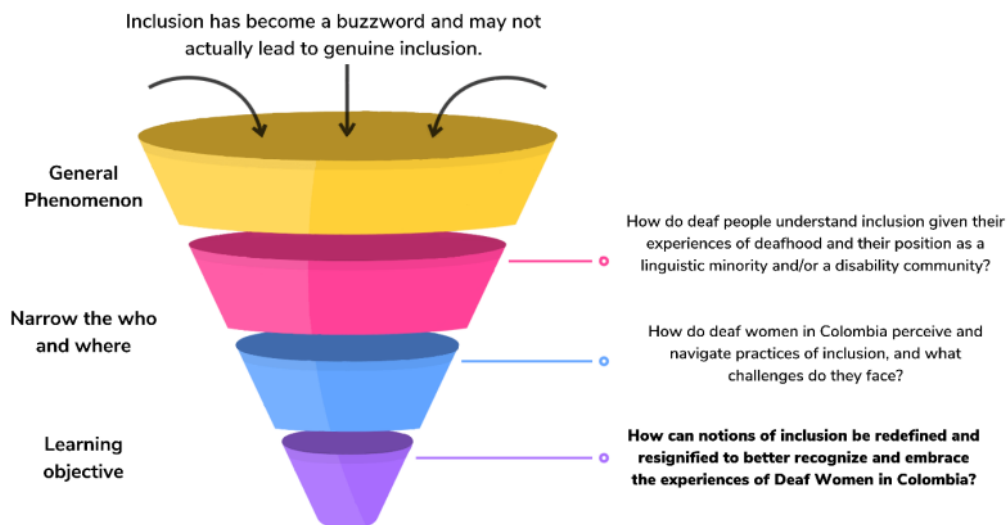 Inclusion has become a buzzword and may not
actually lead to genuine inclusion.
General
Phenomenon
How do deaf people understand inclusion given their
experiences of deafhood and their position as a
linguistic minority and/or a disability community?
Narrow the who
and where
How do deaf women in Colombia perceive and
navigate practices of inclusion, and what
challenges do they face?
Learning
objective
How can notions of inclusion be redefined and
resignified to better recognize and embrace
the experiences of Deaf Women in Colombia?